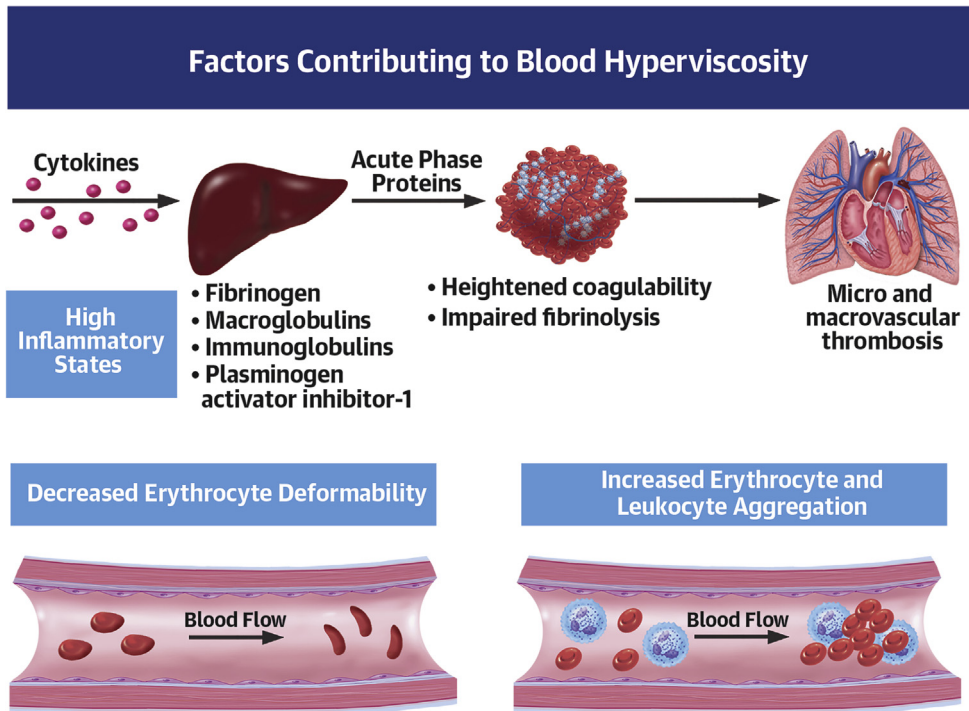 Factors Contributing to Blood Hyperviscosity
Cytokines
Acute Phase
Proteins
High
Inflammatory
States
• Fibrinogen
• Macroglobulins
• Immunoglobulins
• Plasminogen
activator inhibitor-1
• Heightened coagulability
• Impaired fibrinolysis
Micro and
macrovascular
thrombosis
Decreased Erythrocyte Deformability
Blood Flow
Increased Erythrocyte and
Leukocyte Aggregation
Blood Flow